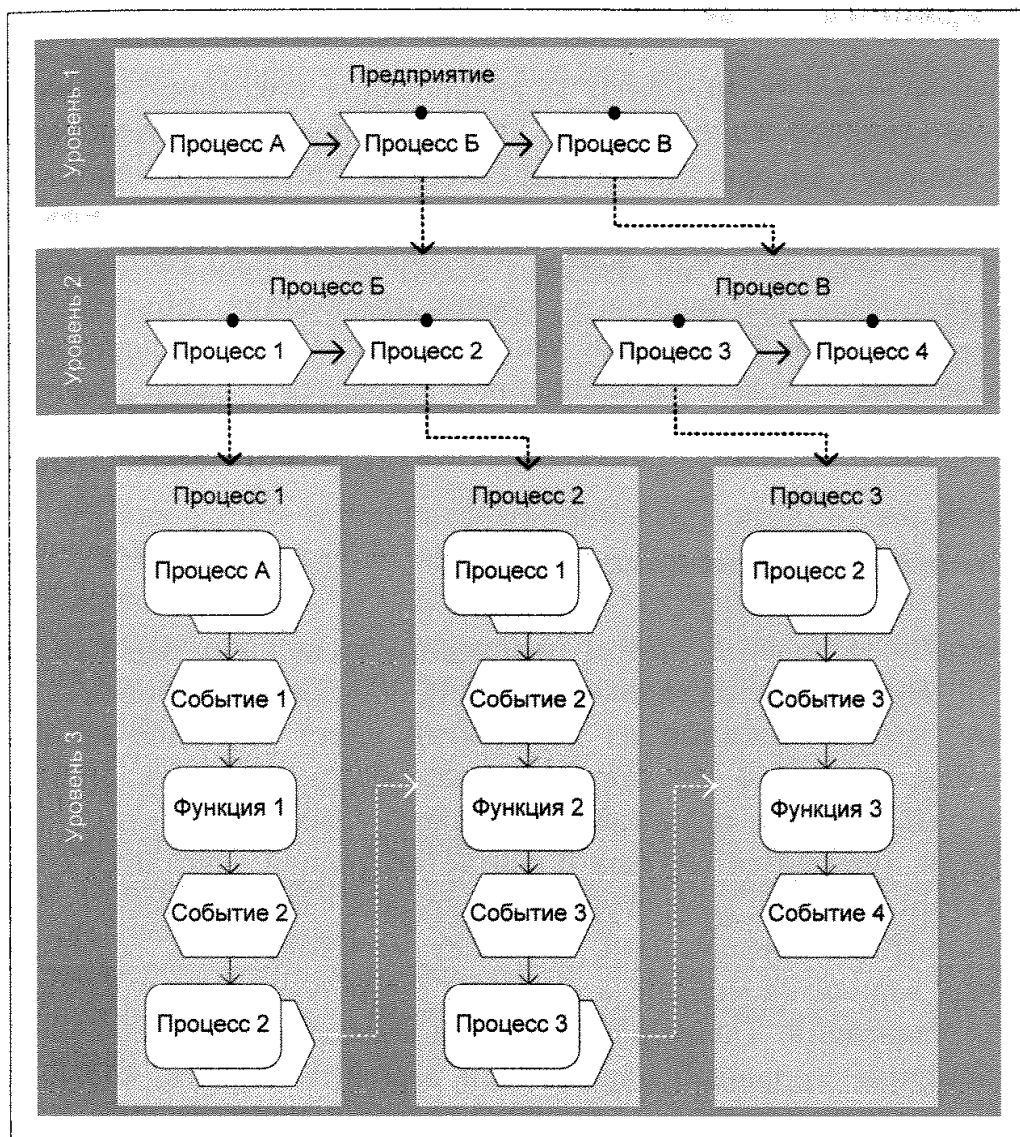 Уровень 1
Предприятие
Процесс А
Процесс Б
Процесс В
Уровень 2
Процесс Б
Процесс 1
Процесс 2
Процесс В
Процесс 3
Процесс 4
Уровень 3
Процесс 1
Процесс А
Событие 1
Функция 1
Событие 2
Процесс 2
Процесс 2
Процесс 1
Событие 2
Функция 2
Событие 3
Процесс 3
Процесс 3
Процесс 2
Событие 3
Функция 3
Событие 4